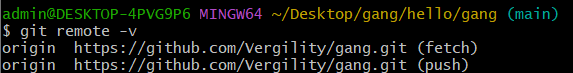 admin@DESKTOP-4PVG9P6 MINGW64 ~/Desktop/gang/hello/gang (main)
$ git remote -v
origin  https://github.com/Vergility/gang.git (fetch)
origin  https://github.com/Vergility/gang.git (push)